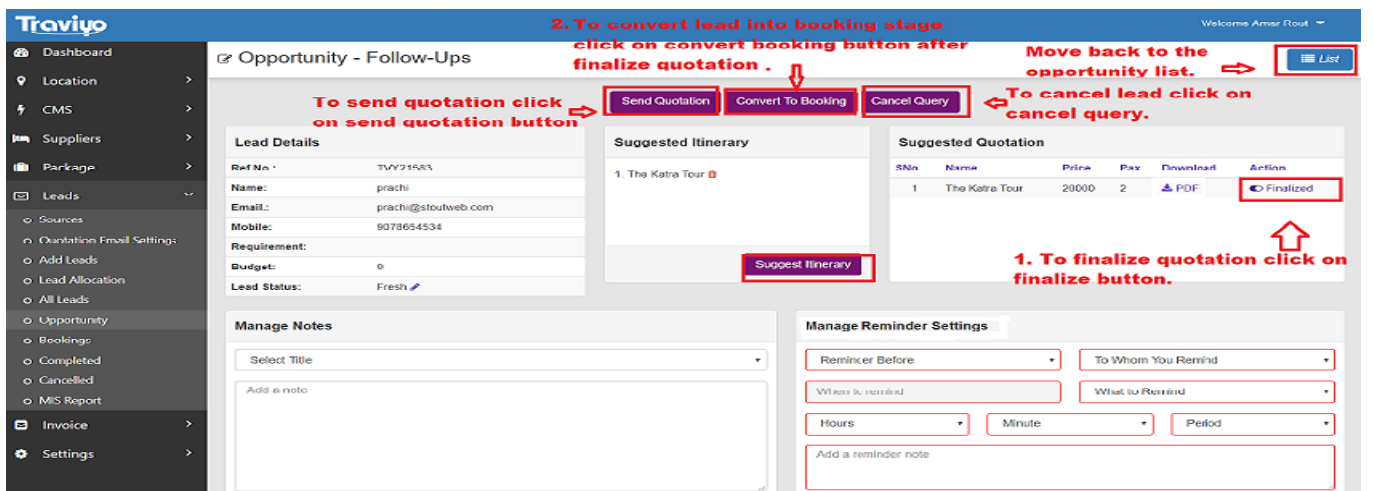 Traviyo
Welcome Amar Rout
Dashboard
Location
CMS
Suppliers
Package
Leads
Sources
Quotation Email Settings
Add Leads
Lead Allocation
All Leads
Opportunity
Bookings
Completed
Cancelled
MIS Report
Invoice
Settings
Opportunity - Follow-Ups
2. To convert lead into booking stage
click on convert booking button after
finalize quotation .
Move back to the
opportunity list.
List
To send quotation click
on send quotation button
Send Quotation
Convert To Booking
Cancel Query
To cancel lead click on
cancel query.
Lead Details
Ref No :
TVY21583
Name: prachi
Email.: prachi@stoutweb.com
Mobile: 9078654534
Requirement:
Budget: 0
Lead Status: Fresh
Suggested Itinerary
1. The Katra Tour
Suggest Itinerary
Suggested Quotation
SNo Name Price Pax Download Action
1 The Katra Tour 20000 2 PDF Finalized
1. To finalize quotation click on
finalize button.
Manage Notes
Select Title
Add a note
Manage Reminder Settings
Remincer Before
To Whom You Remind
When to remind
What to Remind
Hours
Minute
Period
Add a reminder note